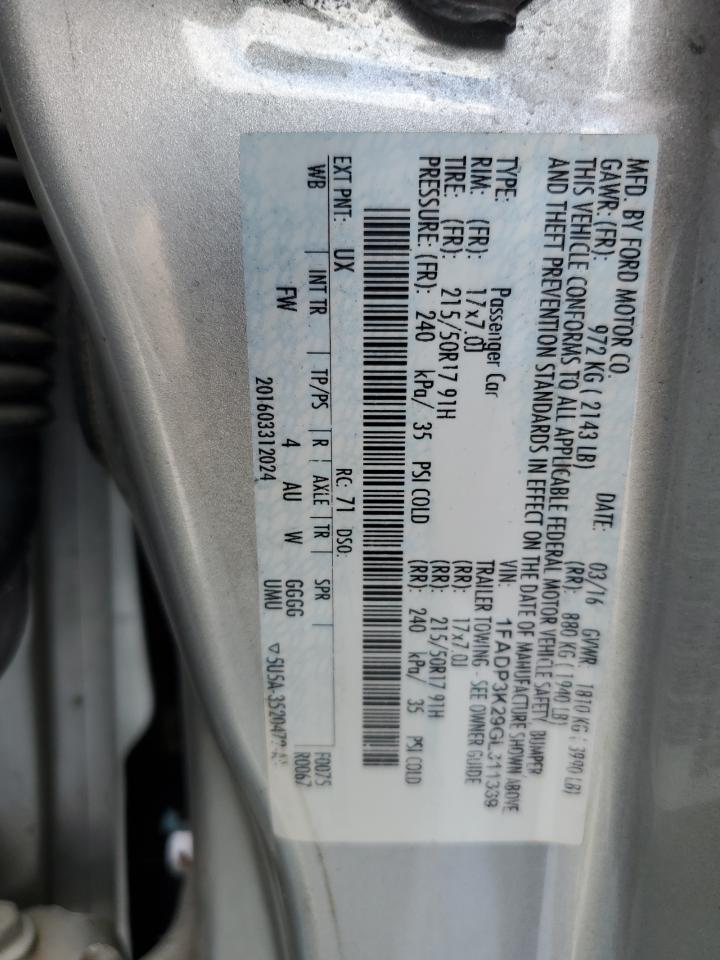 MFD. BY FORD MOTOR CO.
DATE: 03/16 GVWR: 1810 KG ( 3990 LB)
GAWR: (FR): 972 KG ( 2143 LB) (RR): 880 KG ( 1940 LB)
THIS VEHICLE CONFORMS TO ALL APPLICABLE FEDERAL MOTOR VEHICLE SAFETY, BUMPER,
AND THEFT PREVENTION STANDARDS IN EFFECT ON THE DATE OF MANUFACTURE SHOWN ABOVE
VIN: 1FADP3K29GL311339
TYPE: Passenger Car TRAILER TOWING - SEE OWNER GUIDE
RIM: (FR): 17x7.0J (RR): 17x7.0J
TIRE: (FR): 215/50R17 91H (RR): 215/50R17 91H
PRESSURE: (FR): 240 kPa/ 35 PSI COLD (RR): 240 kPa/ 35 PSI COLD
EXT PNT: UX RC: 71 DSO:
WB INT TR TP/PS R AXLE TR SPR F0075
FW 4 AU W GGGG R0067
UMU
201603312024